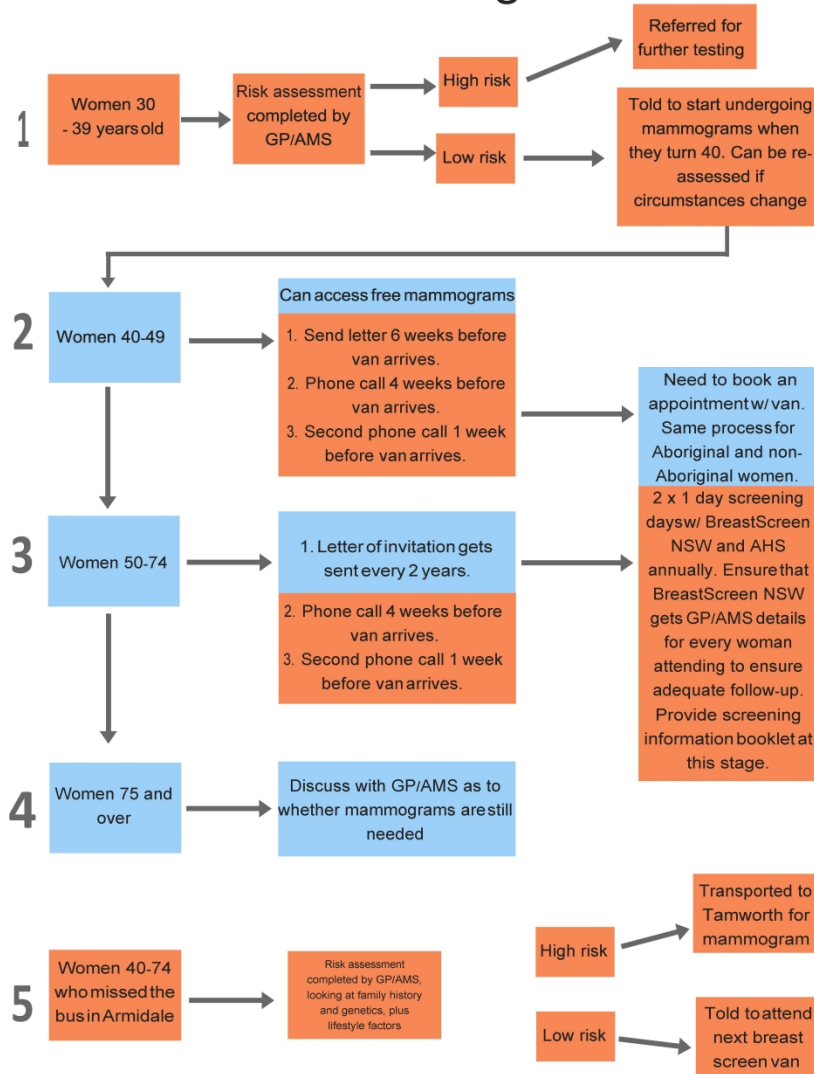 1
Women 30
- 39 years old
Risk assessment
completed by
GP/AMS
High risk
Referred for
further testing
Low risk
Told to start undergoing
mammograms when
they turn 40. Can be re-
assessed if
circumstances change
2
Women 40-49
Can access free mammograms
1. Send letter 6 weeks before
van arrives.
2. Phone call 4 weeks before
van arrives.
3. Second phone call 1 week
before van arrives.
Need to book an
appointment w/ van.
Same process for
Aboriginal and non-
Aboriginal women.
2 x 1 day screening
days w/ BreastScreen
NSW and AHS
annually. Ensure that
BreastScreen NSW
gets GP/AMS details
for every woman
attending to ensure
adequate follow-up.
Provide screening
information booklet at
this stage.
3
Women 50-74
1. Letter of invitation gets
sent every 2 years.
2. Phone call 4 weeks before
van arrives.
3. Second phone call 1 week
before van arrives.
4
Women 75 and
over
Discuss with GP/AMS as to
whether mammograms are still
needed
5
Women 40-74
who missed the
bus in Armidale
Risk assessment
completed by GP/AMS,
looking at family history
and genetics, plus
lifestyle factors
High risk
Transported to
Tamworth for
mammogram
Low risk
Told to attend
next breast
screen van